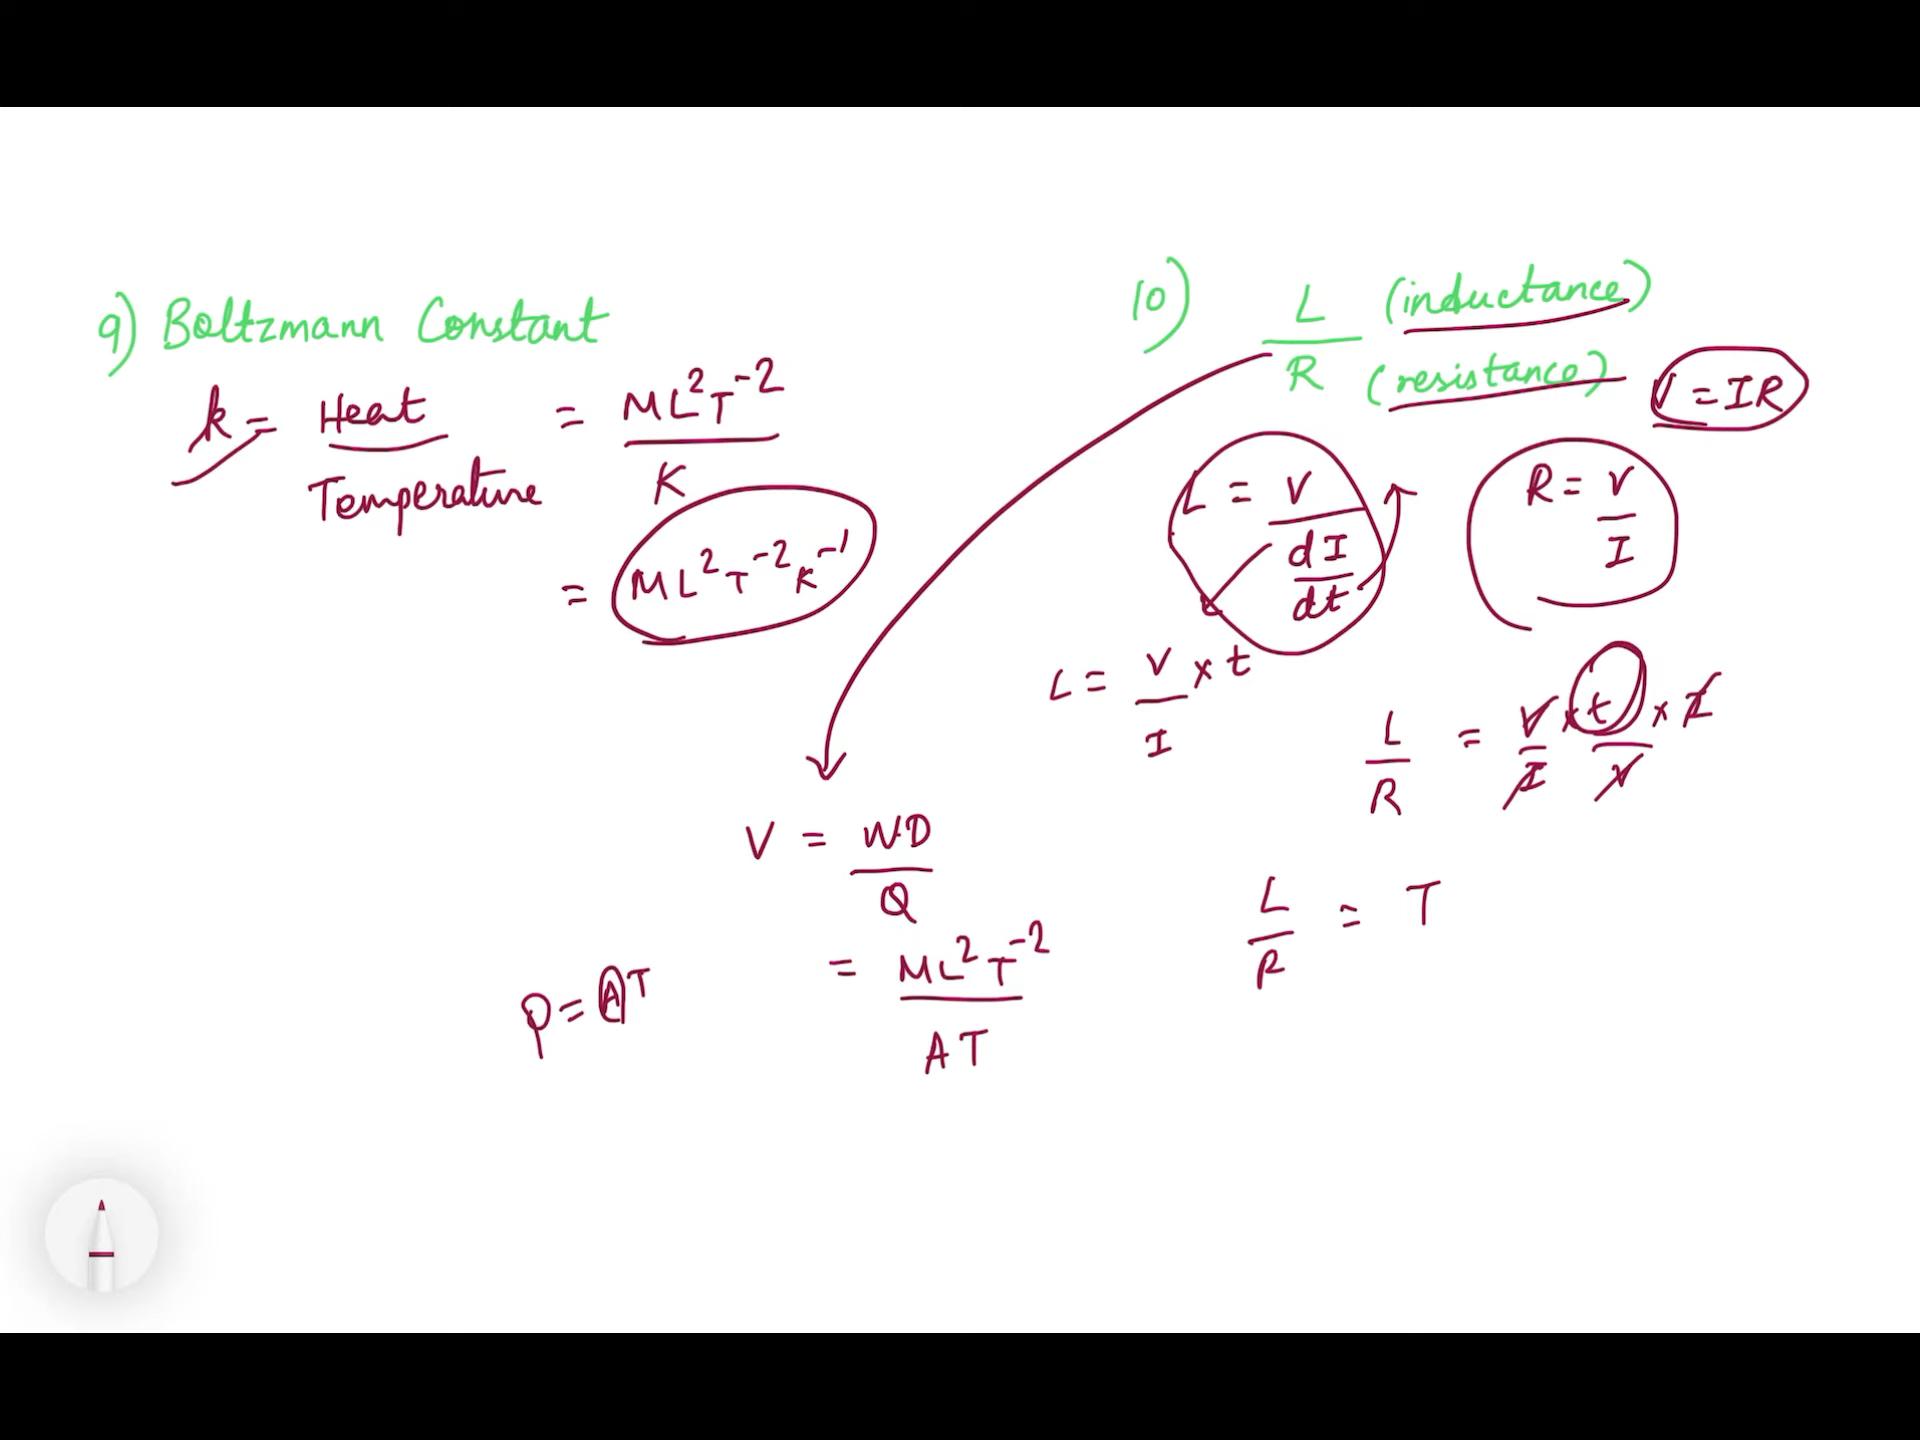 9) Boltzmann Constant
k = Heat / Temperature = ML²T⁻² / K
= ML²T⁻²K⁻¹
10) L (inductance) / R (resistance)
V = IR
L = V / (dI/dt)
R = V / I
L = V / I × t
L / R = V / I × t / V × I
V = WD / Q
= ML²T⁻² / AT
Q = AT
L / R = T